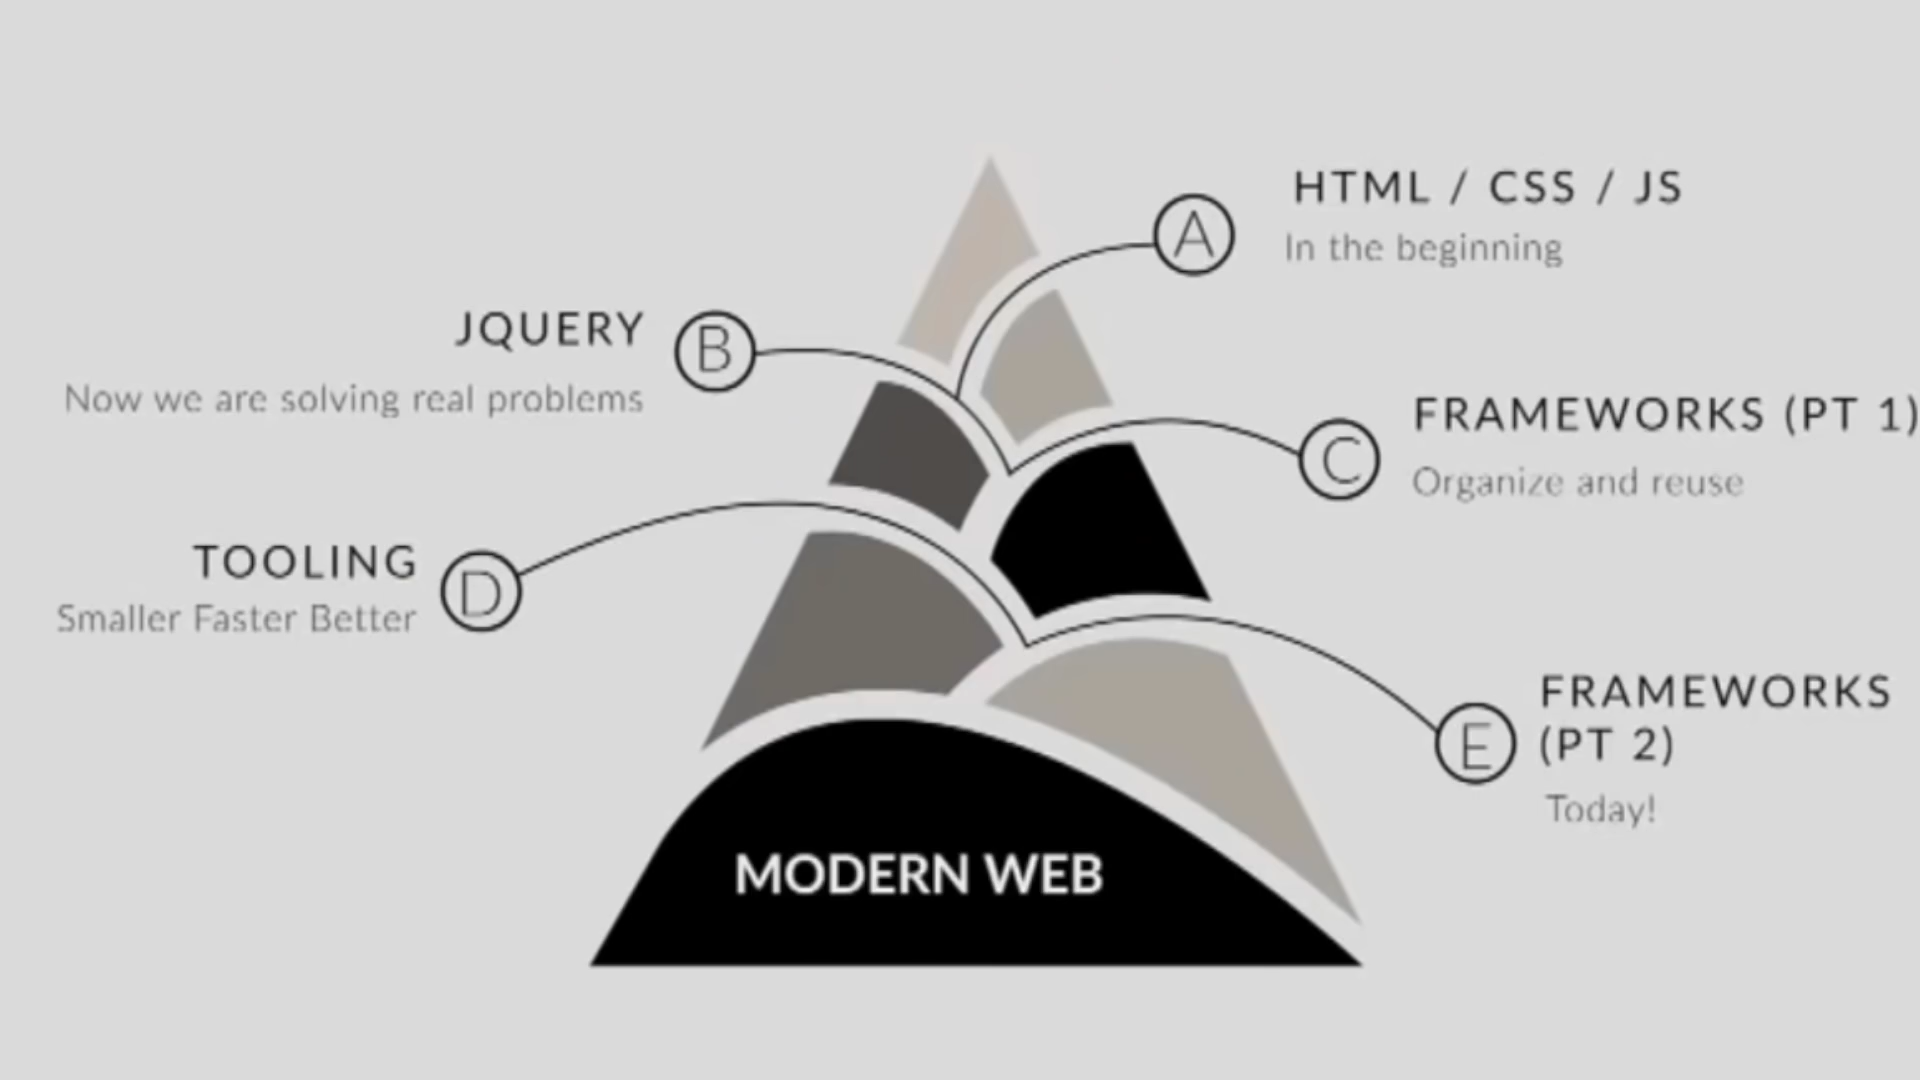 HTML / CSS / JS
A
In the beginning
JQUERY
B
Now we are solving real problems
FRAMEWORKS (PT 1)
C
Organize and reuse
TOOLING
D
Smaller Faster Better
FRAMEWORKS
E
(PT 2)
Today!
MODERN WEB